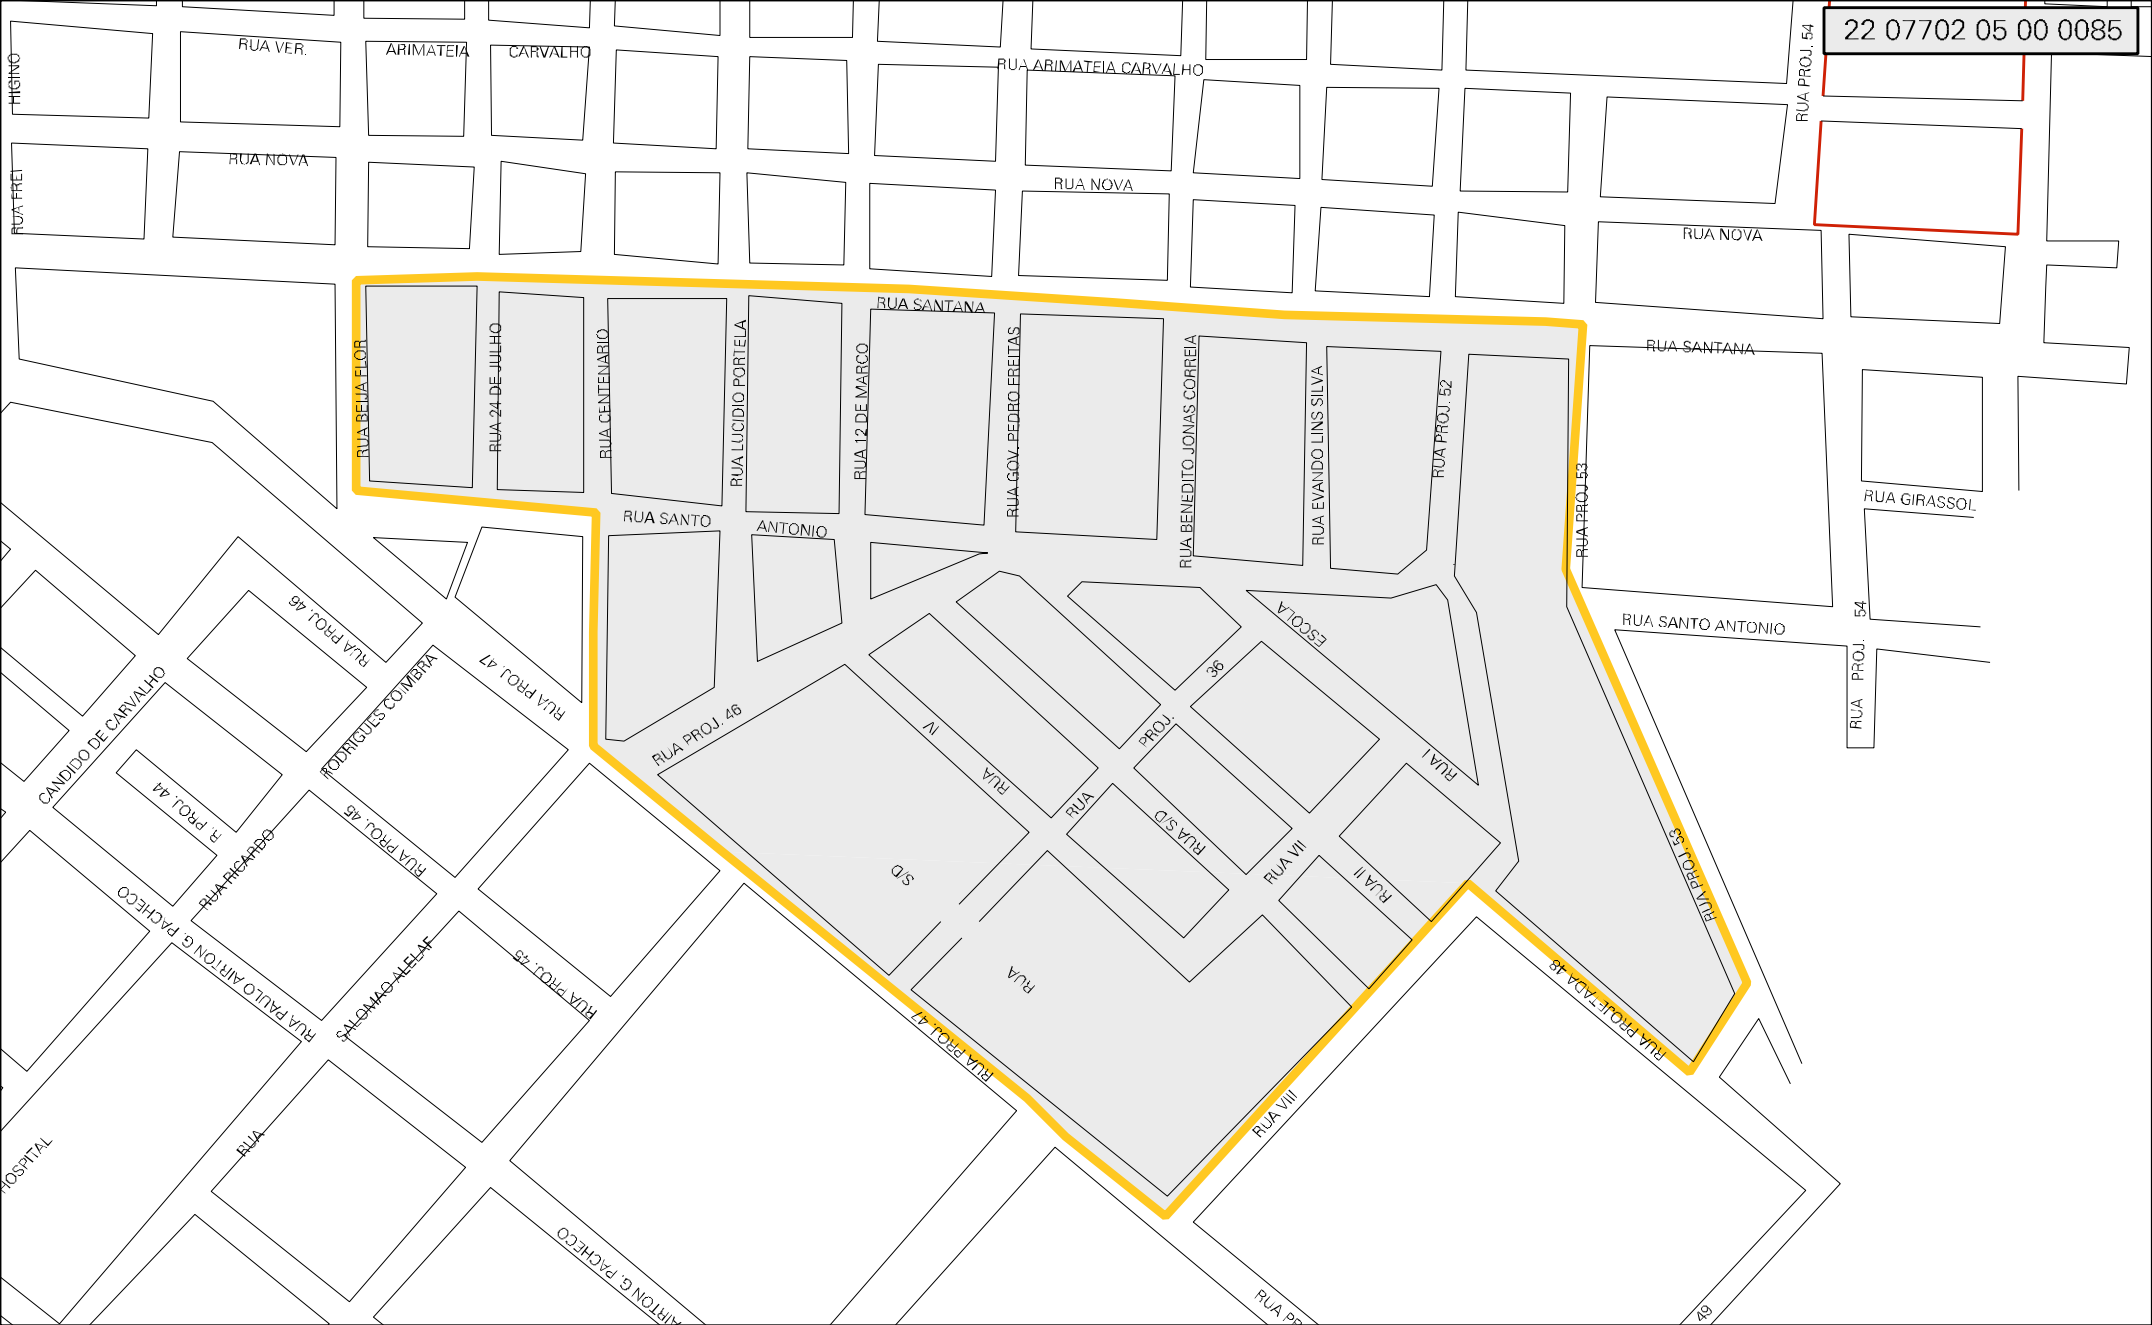 22 07702 05 00 0085
RUA PROJ. 54
HIGINO
RUA VER.
ARIMATEIA
CARVALHO
RUA ARIMATEIA CARVALHO
RUA FREI
RUA NOVA
RUA NOVA
RUA NOVA
RUA SANTANA
RUA SANTANA
RUA BEIJA FLOR
RUA 24 DE JULHO
RUA CENTENARIO
RUA LUCIDIO PORTELA
RUA 12 DE MARCO
RUA GOV. PEDRO FREITAS
RUA BENEDITO JONAS CORREIA
RUA EVANDO LINS SILVA
RUA PROJ. 52
RUA PROJ 53
RUA GIRASSOL
RUA SANTO
ANTONIO
RUA SANTO ANTONIO
RUA PROJ. 54
RUA PROJ. 46
RUA PROJ. 47
ESCOLA
RUA PROJ. 36
CANDIDO DE CARVALHO
RODRIGUES COIMBRA
RUA PROJ. 46
RUA IV
RUA I
R. PROJ. 44
RUA PROJ. 45
RUA S/D
RUA VII
RUA II
RUA RICARDO
RUA S/D
RUA PROJ. 53
RUA PAULO AIRTON G. PACHECO
SALOMAO ALELAF
RUA PROJ. 45
RUA PROJ. 47
RUA PROJETADA 48
RUA VIII
RUA
HOSPITAL
AIRTON G. PACHECO
RUA PR
49